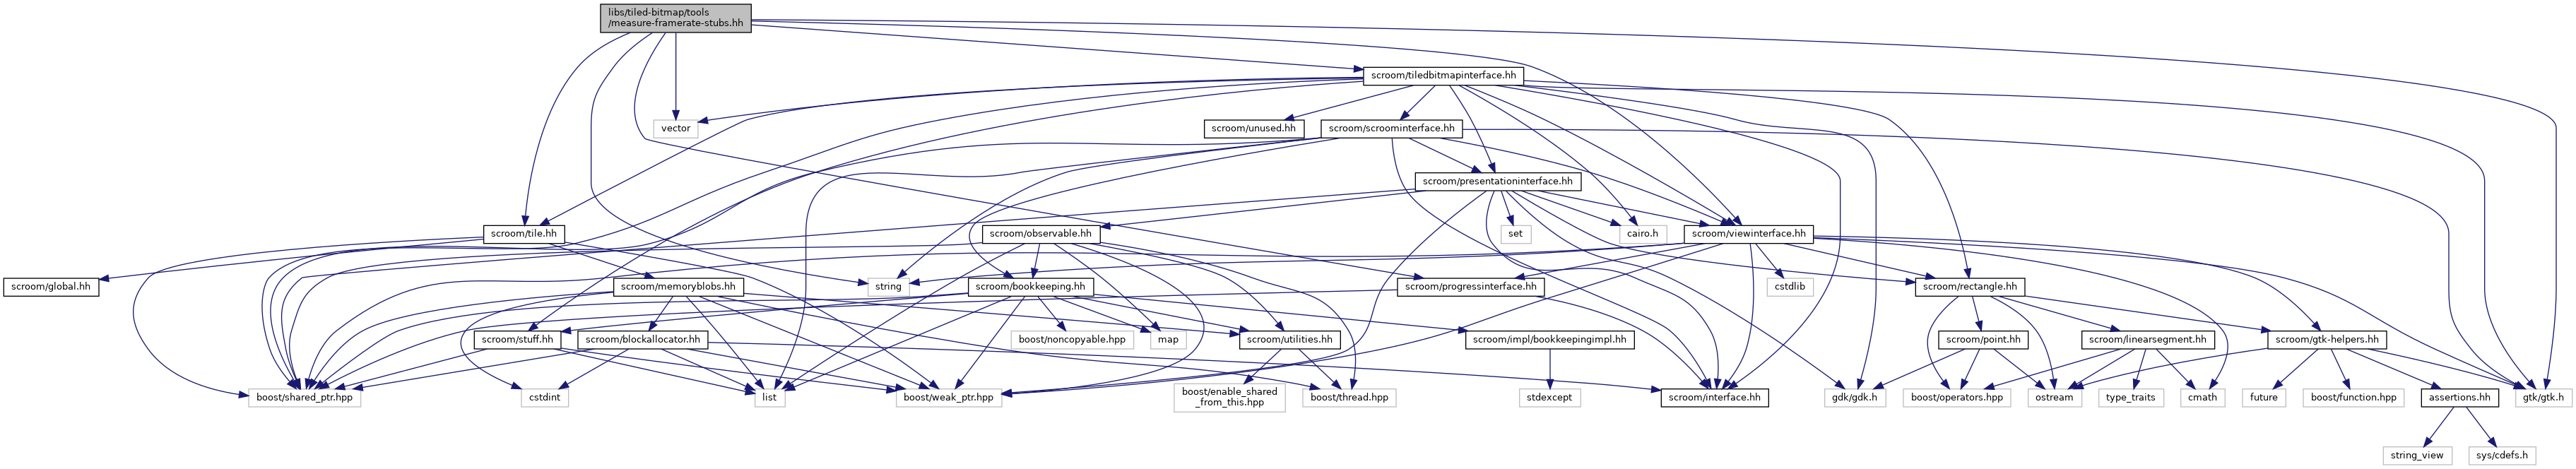 libs/tiled-bitmap/tools
/measure-framerate-stubs.hh
scroom/tiledbitmapinterface.hh
vector
scroom/unused.hh
scroom/scroominterface.hh
scroom/presentationinterface.hh
scroom/tile.hh
scroom/observable.hh
set
cairo.h
scroom/viewinterface.hh
scroom/global.hh
scroom/memoryblobs.hh
string
scroom/bookkeeping.hh
scroom/progressinterface.hh
cstdlib
scroom/rectangle.hh
scroom/stuff.hh
scroom/blockallocator.hh
boost/noncopyable.hpp
map
scroom/utilities.hh
scroom/impl/bookkeepingimpl.hh
scroom/point.hh
scroom/linearsegment.hh
scroom/gtk-helpers.hh
boost/shared_ptr.hpp
cstdint
list
boost/weak_ptr.hpp
boost/enable_shared
_from_this.hpp
boost/thread.hpp
stdexcept
scroom/interface.hh
gdk/gdk.h
boost/operators.hpp
ostream
type_traits
cmath
future
boost/function.hpp
assertions.hh
gtk/gtk.h
string_view
sys/cdefs.h